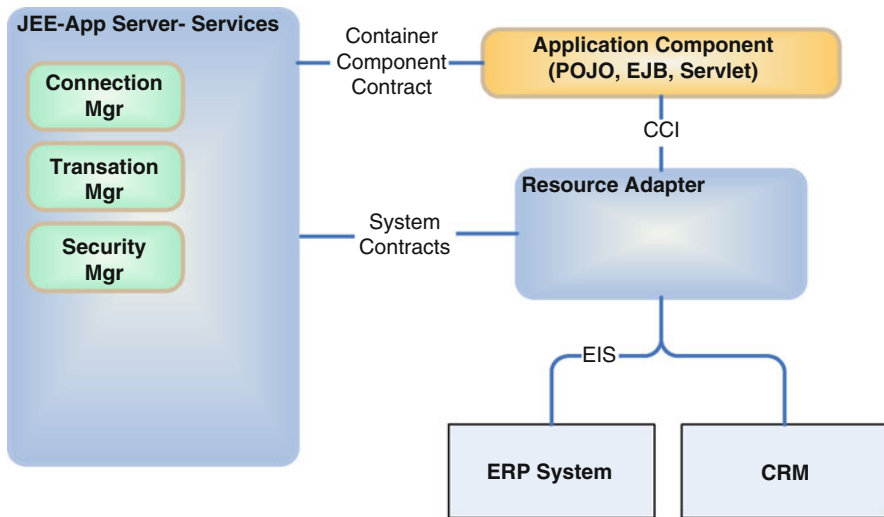 JEE-App Server- Services
Connection
Mgr
Transation
Mgr
Security
Mgr
Container
Component
Contract
Application Component
(POJO, EJB, Servlet)
CCI
Resource Adapter
System
Contracts
EIS
ERP System
CRM